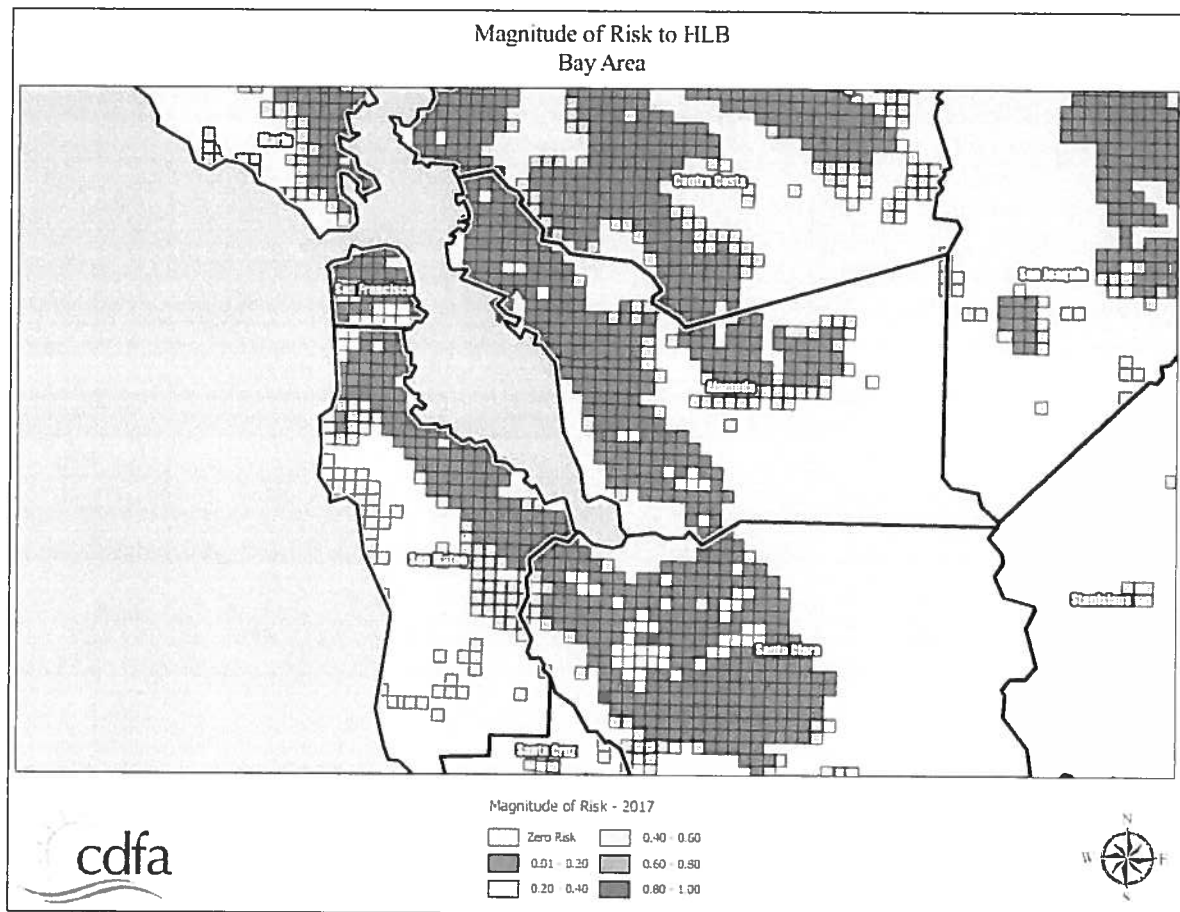 Magnitude of Risk to HLB
Bay Area
Contra Costa
San Joaquin
San Francisco
Alameda
San Mateo
Stanislaus
Santa Clara
Santa Cruz
Magnitude of Risk - 2017
Zero Risk
0.40 - 0.60
0.01 - 0.20
0.60 - 0.80
0.20 - 0.40
0.80 - 1.00
cdfa
N
W
E
S